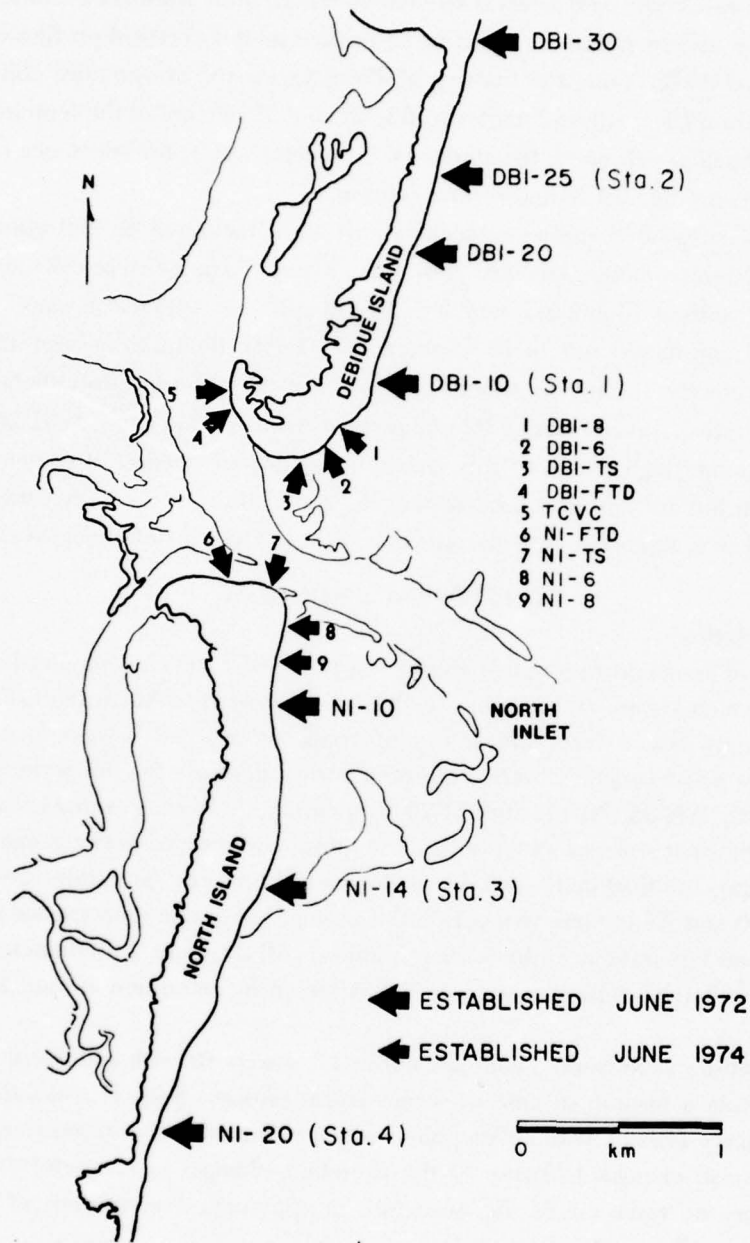 DBI-30
N
DBI-25 (Sta. 2)
DBI-20
DEBIDUE ISLAND
DBI-10 (Sta. 1)
5
4
1
2
3
1 DBI-8
2 DBI-6
3 DBI-TS
4 DBI-FTD
5 TCVC
6 NI-FTD
7 NI-TS
8 NI-6
9 NI-8
6
7
8
9
NI-10
NORTH
INLET
NORTH ISLAND
NI-14 (Sta. 3)
ESTABLISHED JUNE 1972
ESTABLISHED JUNE 1974
NI-20 (Sta. 4)
0 km 1